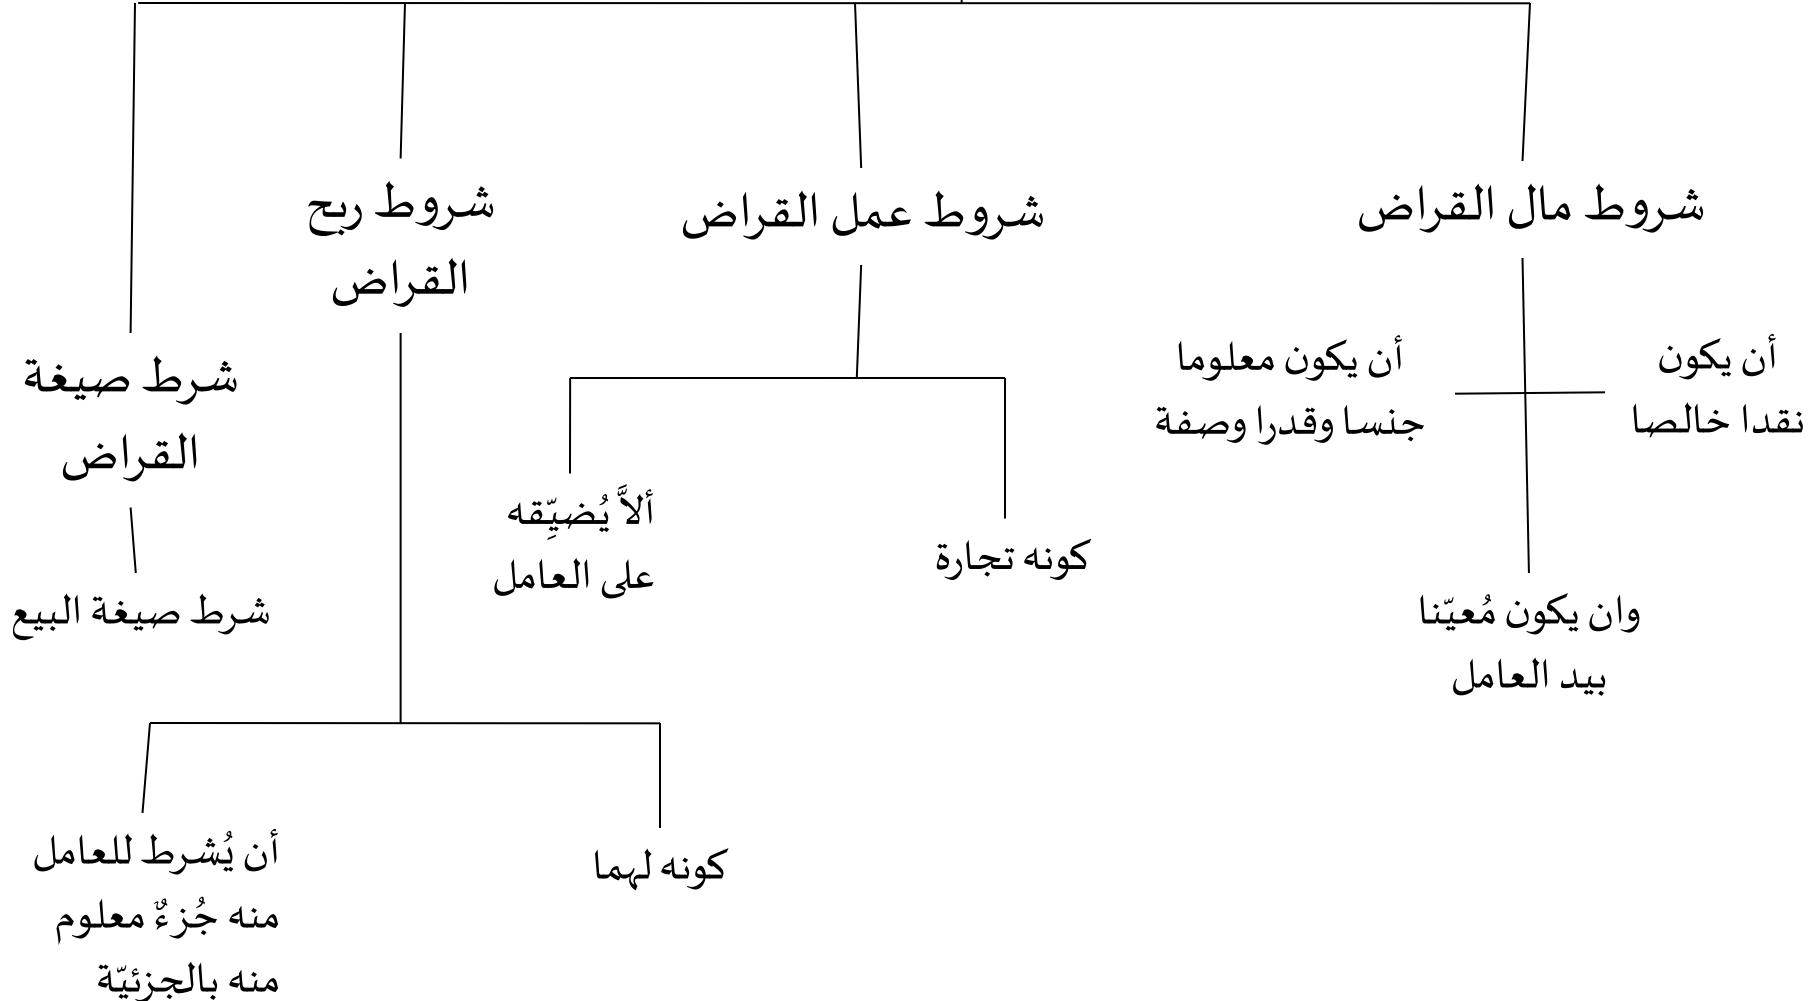 شروط مال القراض
أن يكون
نقدا خالصا
أن يكون معلوما
جنسا وقدرا وصفة
وان يكون مُعيّنا
بيد العامل
شروط عمل القراض
كونه تجارة
ألاَّ يُضيِّقه
على العامل
شروط ربح
القراض
كونه لهما
أن يُشرط للعامل
منه جُزءٌ معلوم
منه بالجزئيّة
شرط صيغة
القراض
شرط صيغة البيع